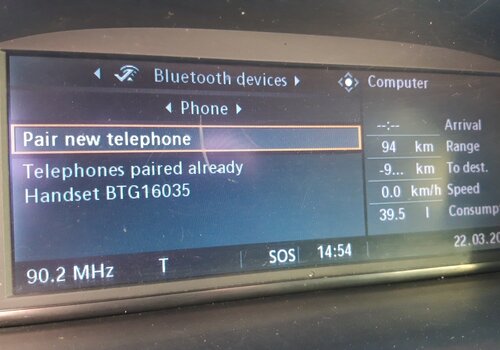 Bluetooth devices
Phone
Pair new telephone
Telephones paired already
Handset BTG16035
Computer
--:-- Arrival
94 km Range
-9... km To dest.
0.0 km/h Speed
39.5 l Consump
90.2 MHz T SOS 14:54 22.03.20